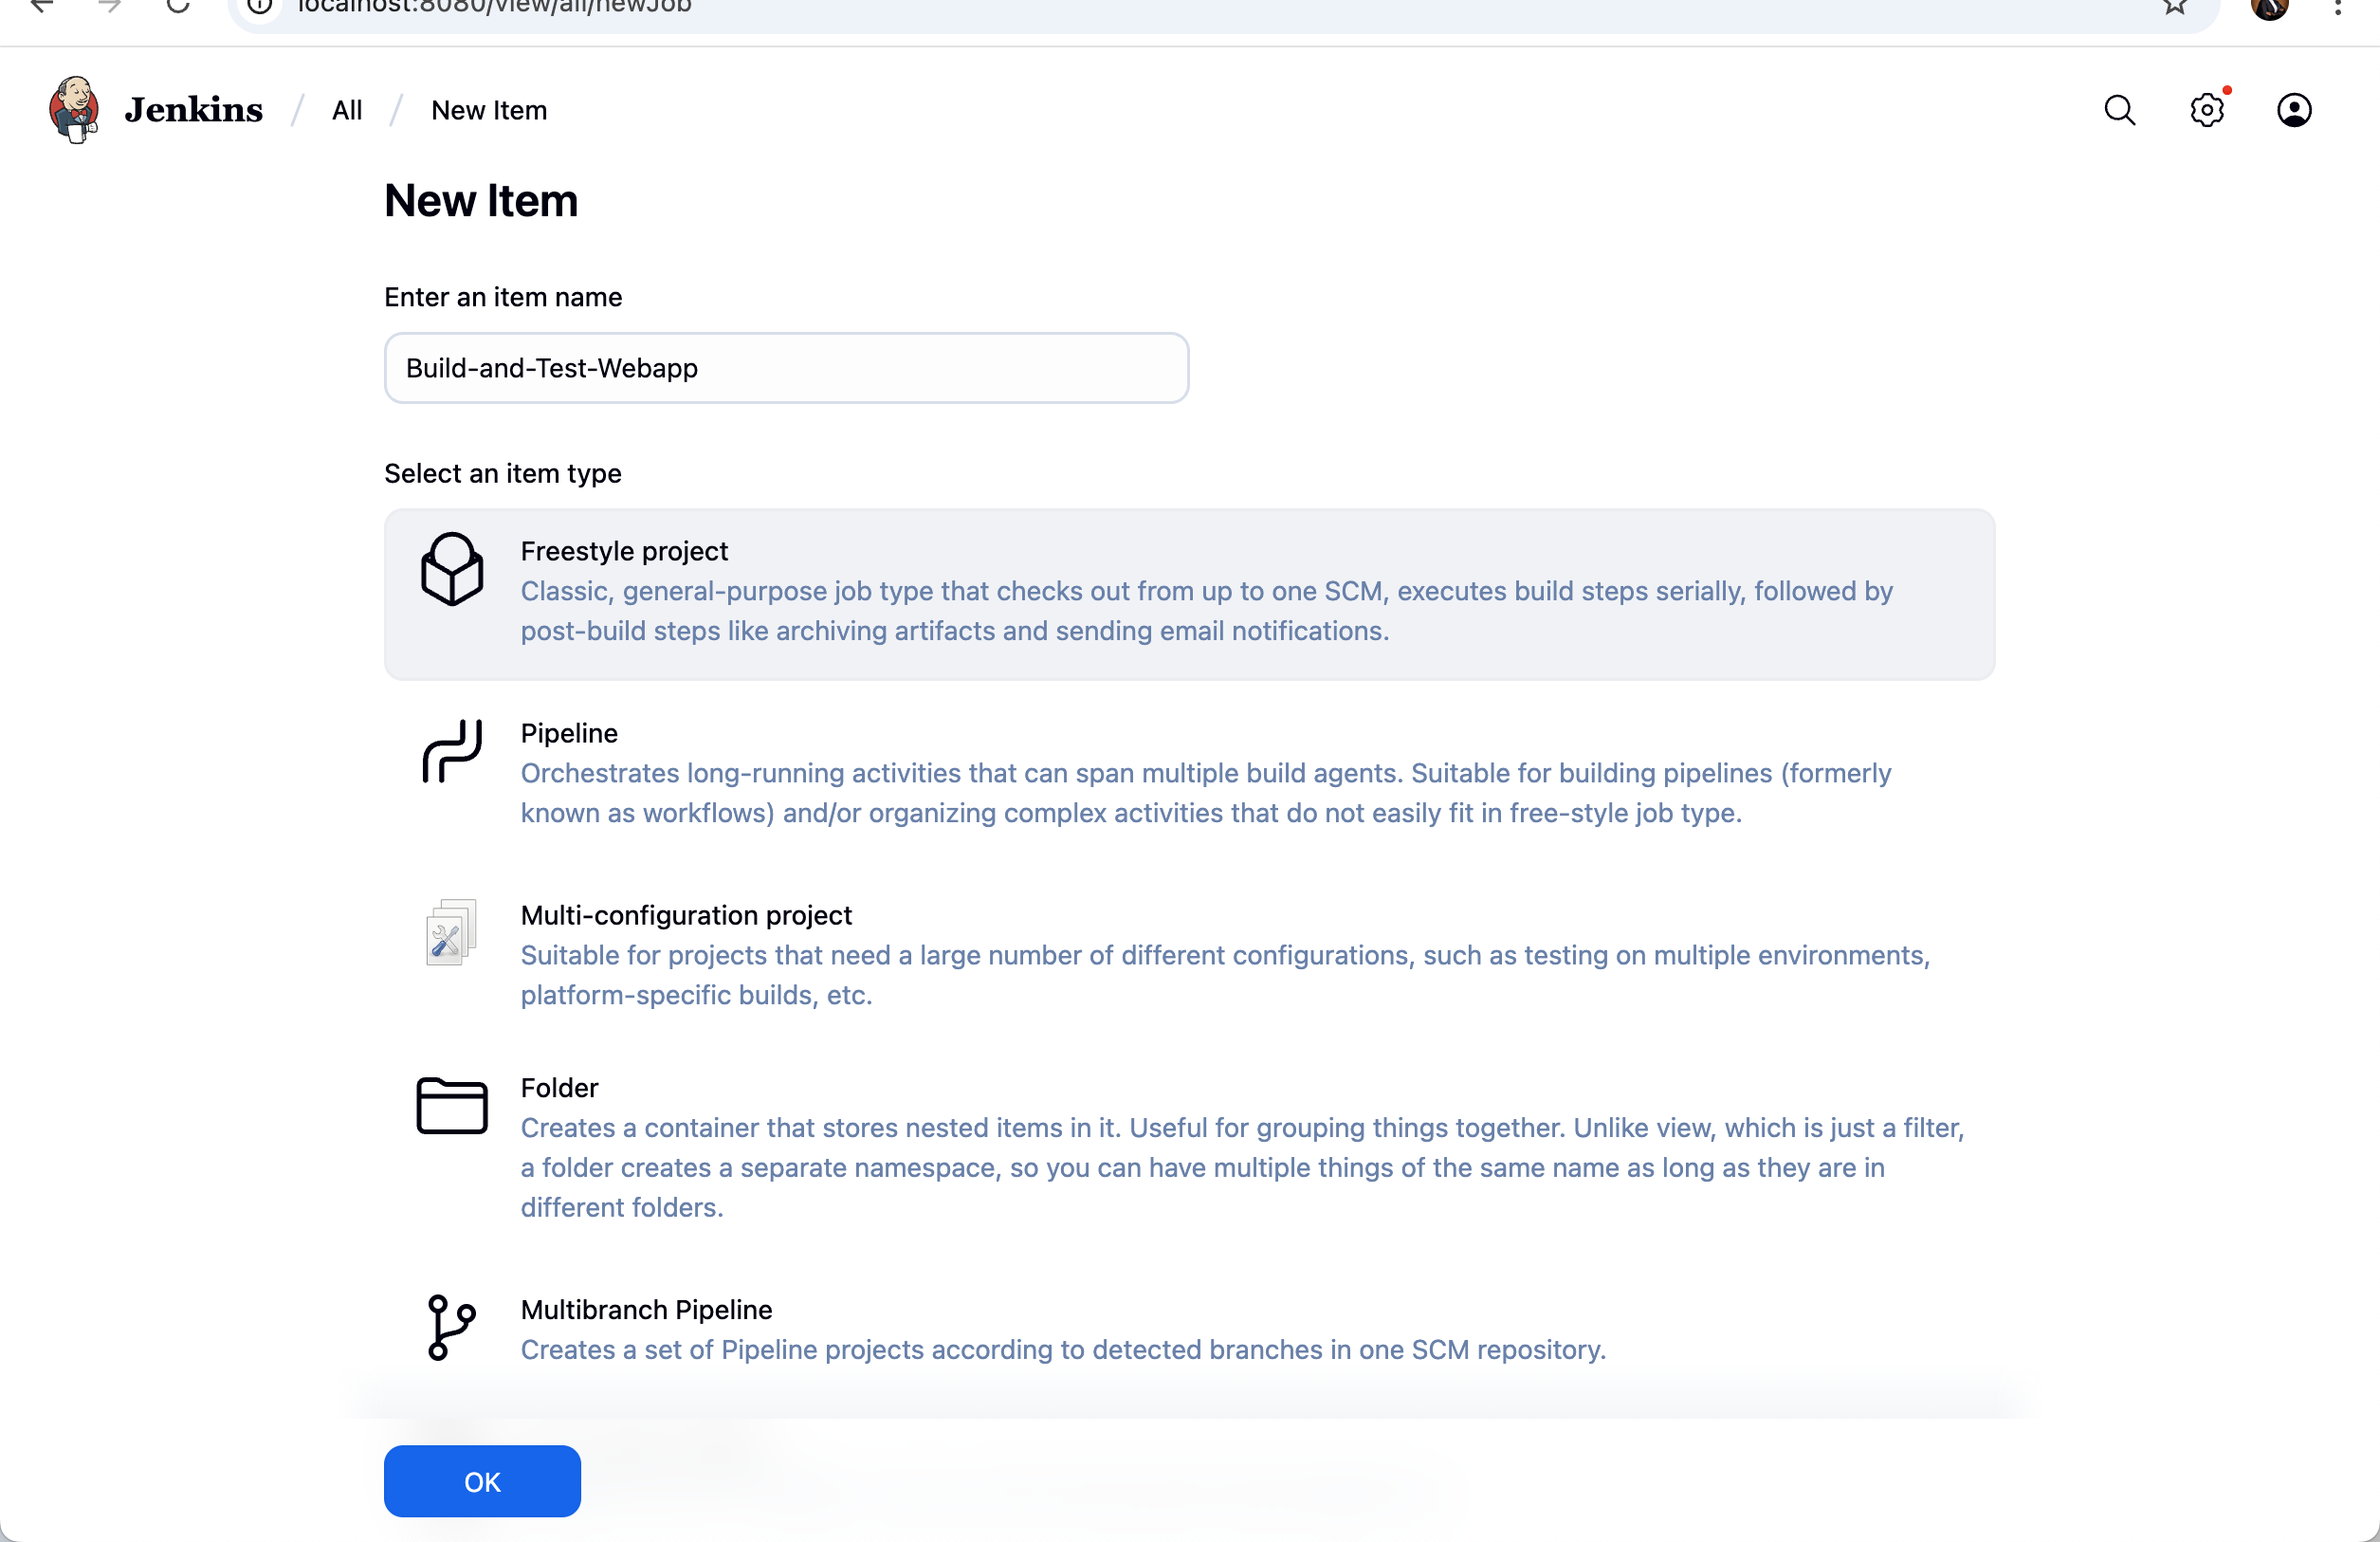 localhost:8080/view/all/newJob
Jenkins / All / New Item
New Item
Enter an item name
Build-and-Test-Webapp
Select an item type
Freestyle project
Classic, general-purpose job type that checks out from up to one SCM, executes build steps serially, followed by
post-build steps like archiving artifacts and sending email notifications.
Pipeline
Orchestrates long-running activities that can span multiple build agents. Suitable for building pipelines (formerly
known as workflows) and/or organizing complex activities that do not easily fit in free-style job type.
Multi-configuration project
Suitable for projects that need a large number of different configurations, such as testing on multiple environments,
platform-specific builds, etc.
Folder
Creates a container that stores nested items in it. Useful for grouping things together. Unlike view, which is just a filter,
a folder creates a separate namespace, so you can have multiple things of the same name as long as they are in
different folders.
Multibranch Pipeline
Creates a set of Pipeline projects according to detected branches in one SCM repository.
OK